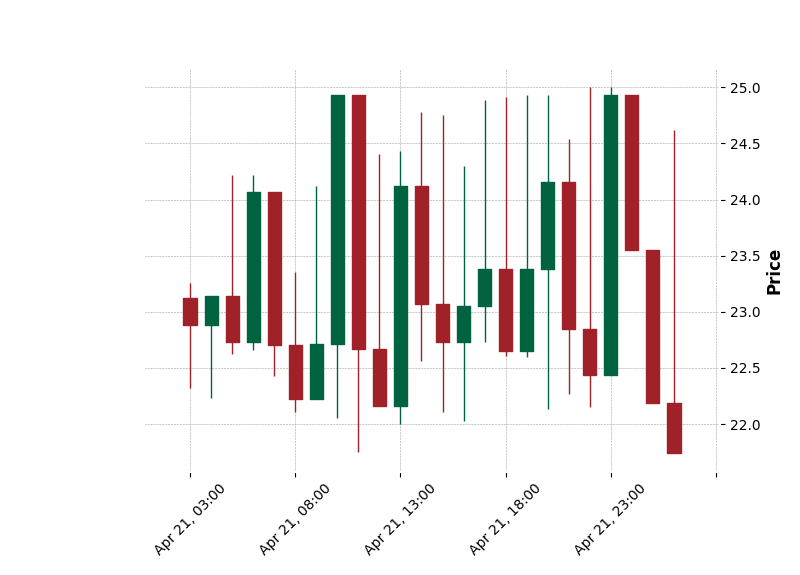 25.0
24.5
24.0
23.5
23.0
22.5
22.0
Price
Apr 21, 03:00
Apr 21, 08:00
Apr 21, 13:00
Apr 21, 18:00
Apr 21, 23:00